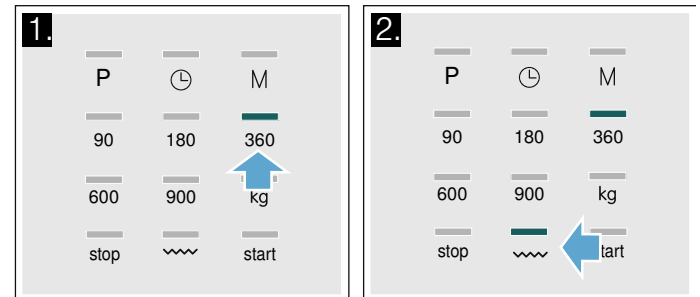 1.
P M
90 180 360
600 900 kg
stop start
2.
P M
90 180 360
600 900 kg
stop tart